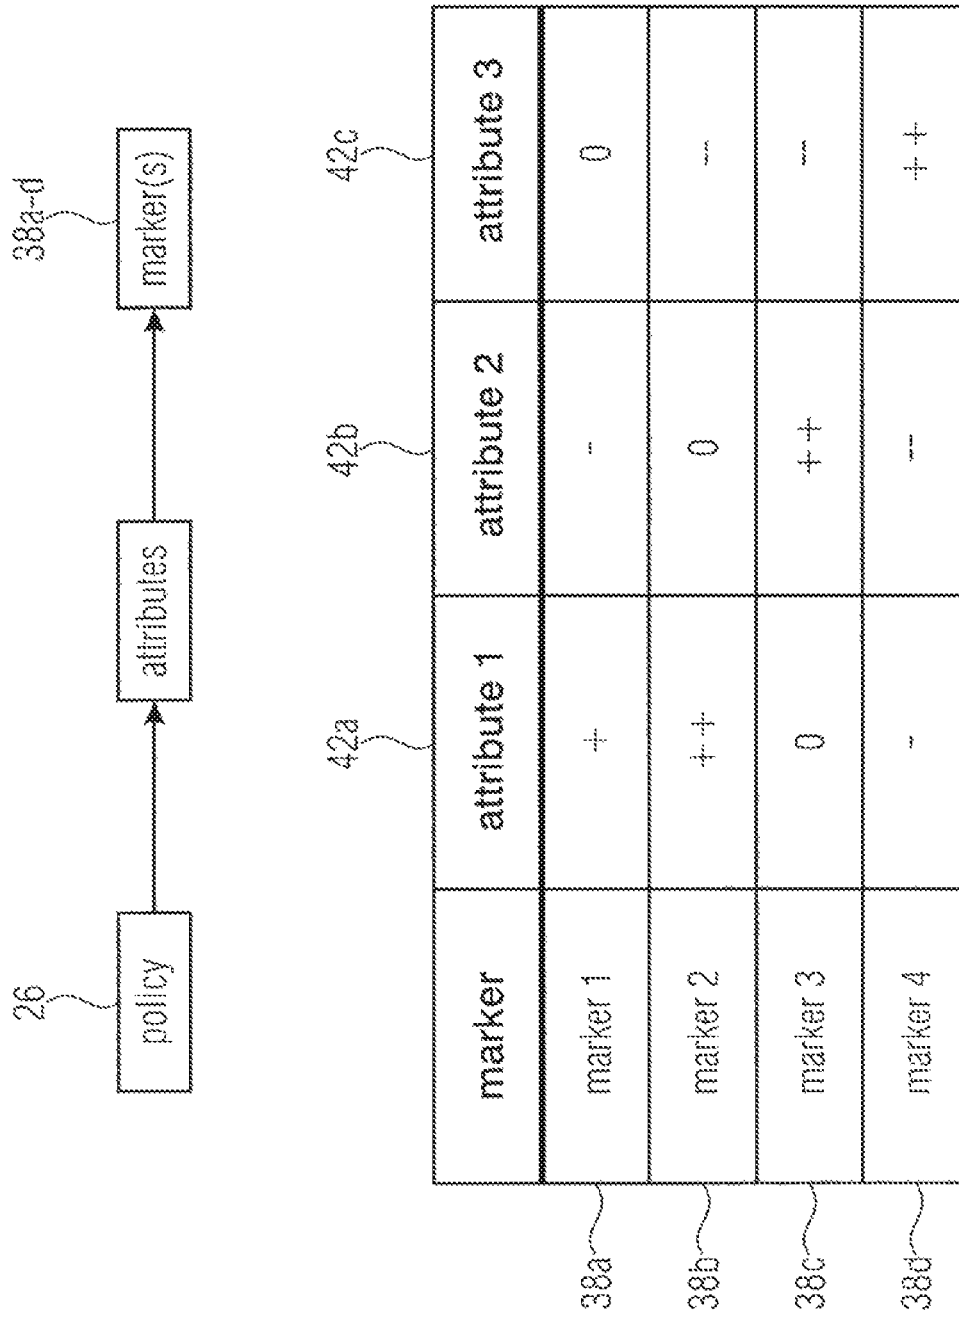 26 38a-d
policy attributes marker(s)
42a 42b 42c
marker attribute 1 attribute 2 attribute 3
38a marker 1 + - 0
38b marker 2 ++ 0 --
38c marker 3 0 ++ --
38d marker 4 - -- ++